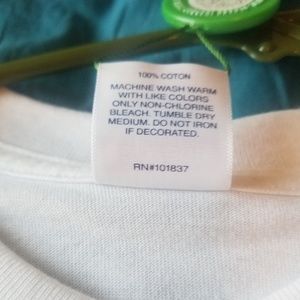 100% COTON
MACHINE WASH WARM
WITH LIKE COLORS
ONLY NON-CHLORINE
BLEACH. TUMBLE DRY
MEDIUM. DO NOT IRON
IF DECORATED.
RN#101837